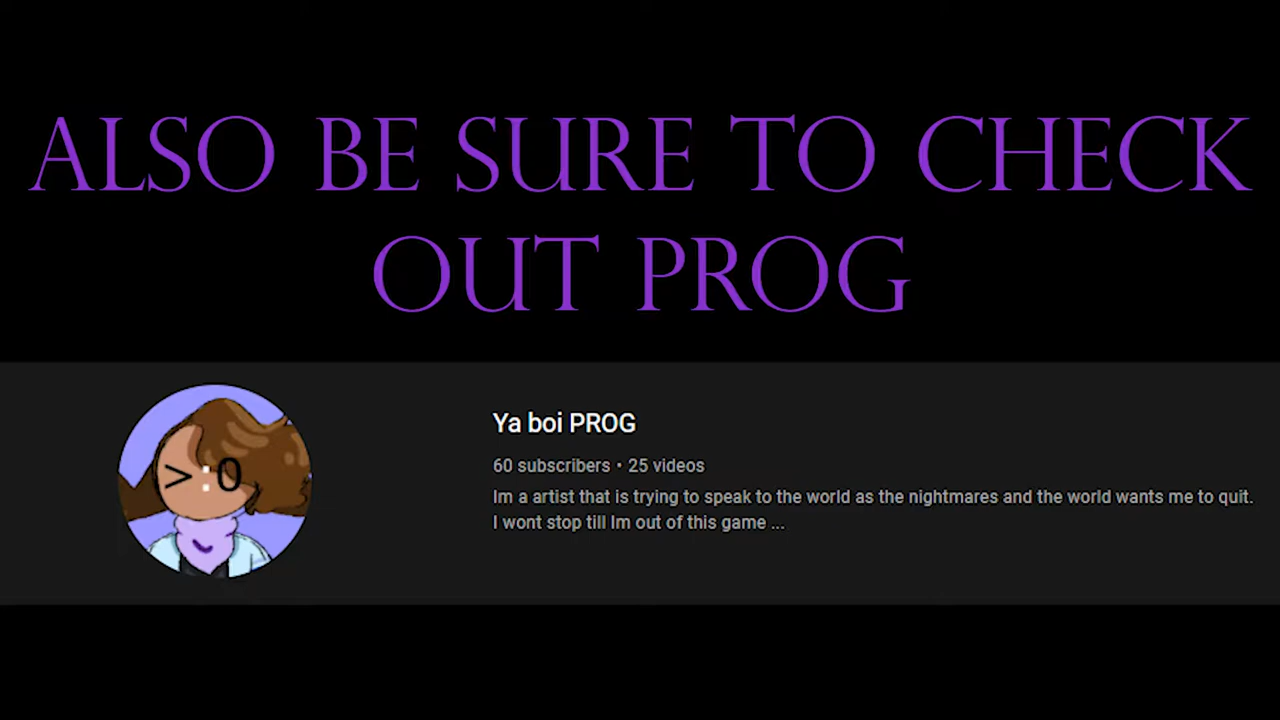 ALSO BE SURE TO CHECK
OUT PROG
>:0
Ya boi PROG
60 subscribers • 25 videos
Im a artist that is trying to speak to the world as the nightmares and the world wants me to quit.
I wont stop till Im out of this game ...